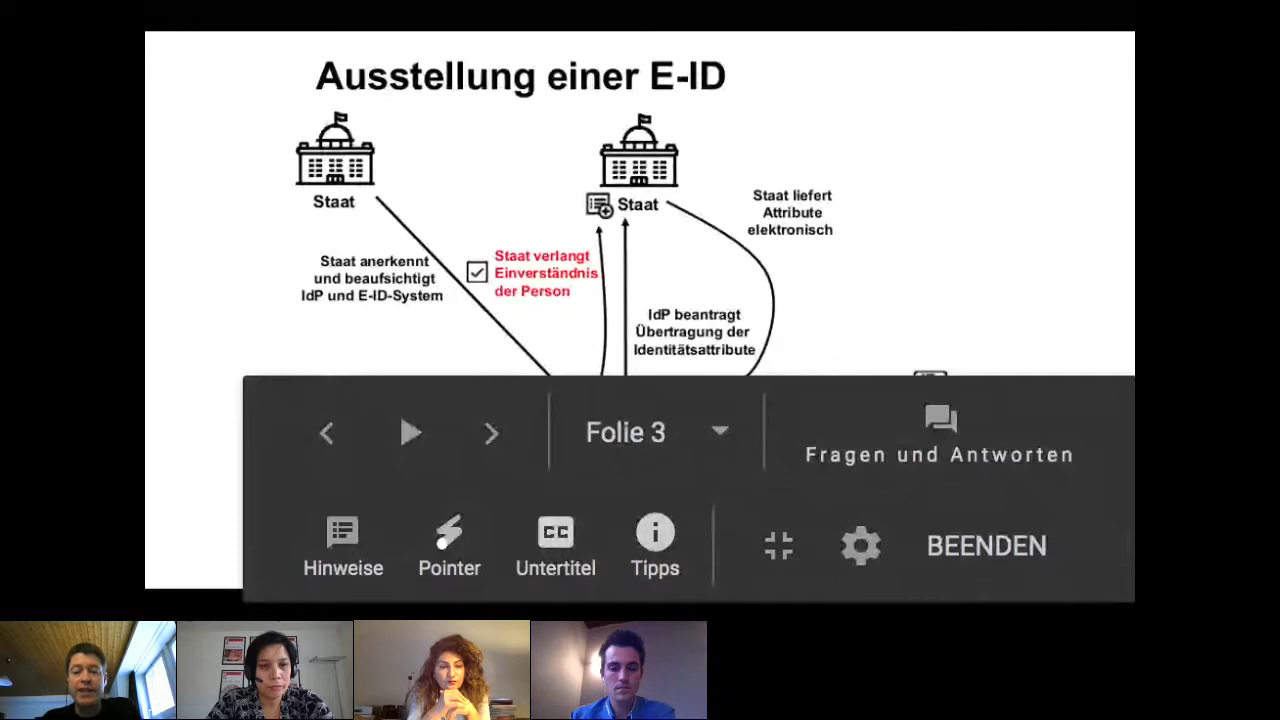 Ausstellung einer E-ID
Staat
Staat
Staat liefert
Attribute
elektronisch
Staat anerkennt
und beaufsichtigt
IdP und E-ID-System
Staat verlangt
Einverständnis
der Person
IdP beantragt
Übertragung der
Identitätsattribute
Folie 3
Fragen und Antworten
Hinweise
Pointer
CC
Untertitel
Tipps
BEENDEN